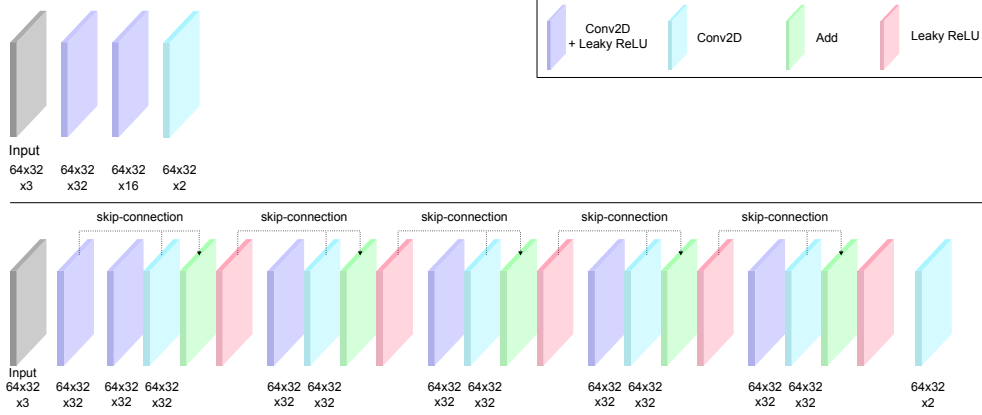 Conv2D
+ Leaky ReLU
Conv2D
Add
Leaky ReLU
Input
64x32 64x32 64x32 64x32
x3 x32 x16 x2
skip-connection skip-connection skip-connection skip-connection skip-connection
Input
64x32 64x32 64x32 64x32 64x32 64x32 64x32 64x32 64x32 64x32 64x32 64x32 64x32
x3 x32 x32 x32 x32 x32 x32 x32 x32 x32 x32 x32 x2